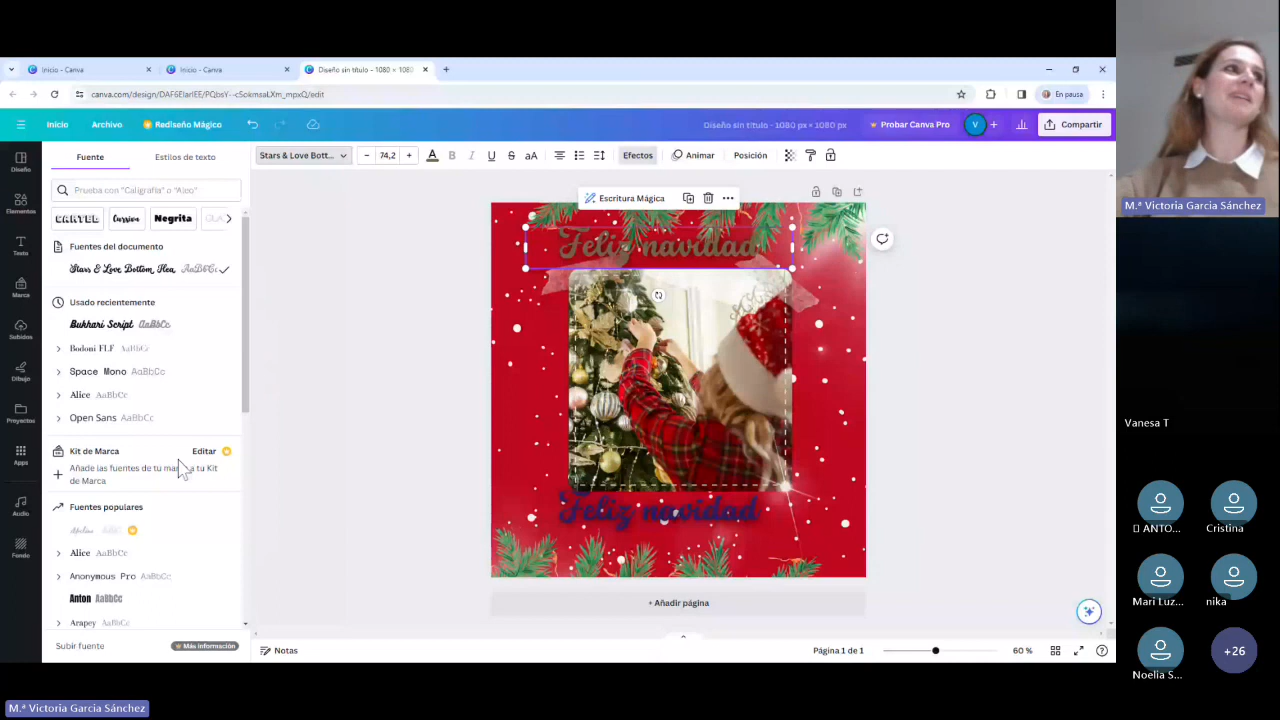 Inicio - Canva
Inicio - Canva
Diseño sin título - 1080 × 1080
canva.com/design/DAF6ElarIEE/PQbsY--cSokmsaLXm_mpxQ/edit
En pausa
Inicio
Archivo
Rediseño Mágico
Diseño sin título - 1080 px × 1080 px
Probar Canva Pro
V
Compartir
Fuente
Estilos de texto
Stars & Love Bott...
74,2
aA
Efectos
Animar
Posición
Diseño
Elementos
Texto
Marca
Subidos
Dibujo
Proyectos
Apps
Audio
Fondo
Prueba con "Caligrafía" o "Aleo"
CARTEL
Cursiva
Negrita
Fuentes del documento
Stars & Love Bottom Hea
Usado recientemente
Bukhari Script AaBbCc
Bodoni FLF AaBbCc
Space Mono AaBbCc
Alice AaBbCc
Open Sans AaBbCc
Kit de Marca
Editar
Añade las fuentes de tu marca a tu Kit
de Marca
Fuentes populares
Alice AaBbCc
Anonymous Pro AaBbCc
Anton AaBbCc
Arapey AaBbCc
Subir fuente
Más información
Escritura Mágica
Feliz navidad
Feliz navidad
+ Añadir página
Notas
Página 1 de 1
60 %
M.ª Victoria Garcia Sánchez
Vanesa T
ANTO...
Cristina
Mari Luz...
nika
Noelia S...
+26
M.ª Victoria Garcia Sánchez